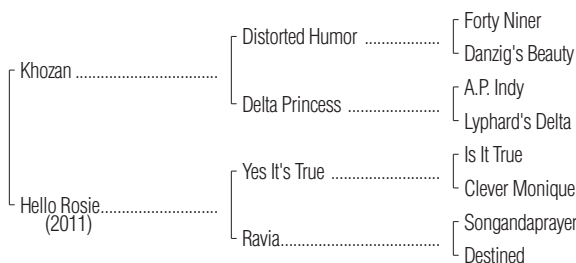 Forty Niner
Distorted Humor ....................
Danzig's Beauty
Khozan ......................................
A.P. Indy
Delta Princess .......................
Lyphard's Delta
Is It True
Yes It's True ...........................
Clever Monique
Hello Rosie...............................
(2011)
Songandaprayer
Ravia.......................................
Destined